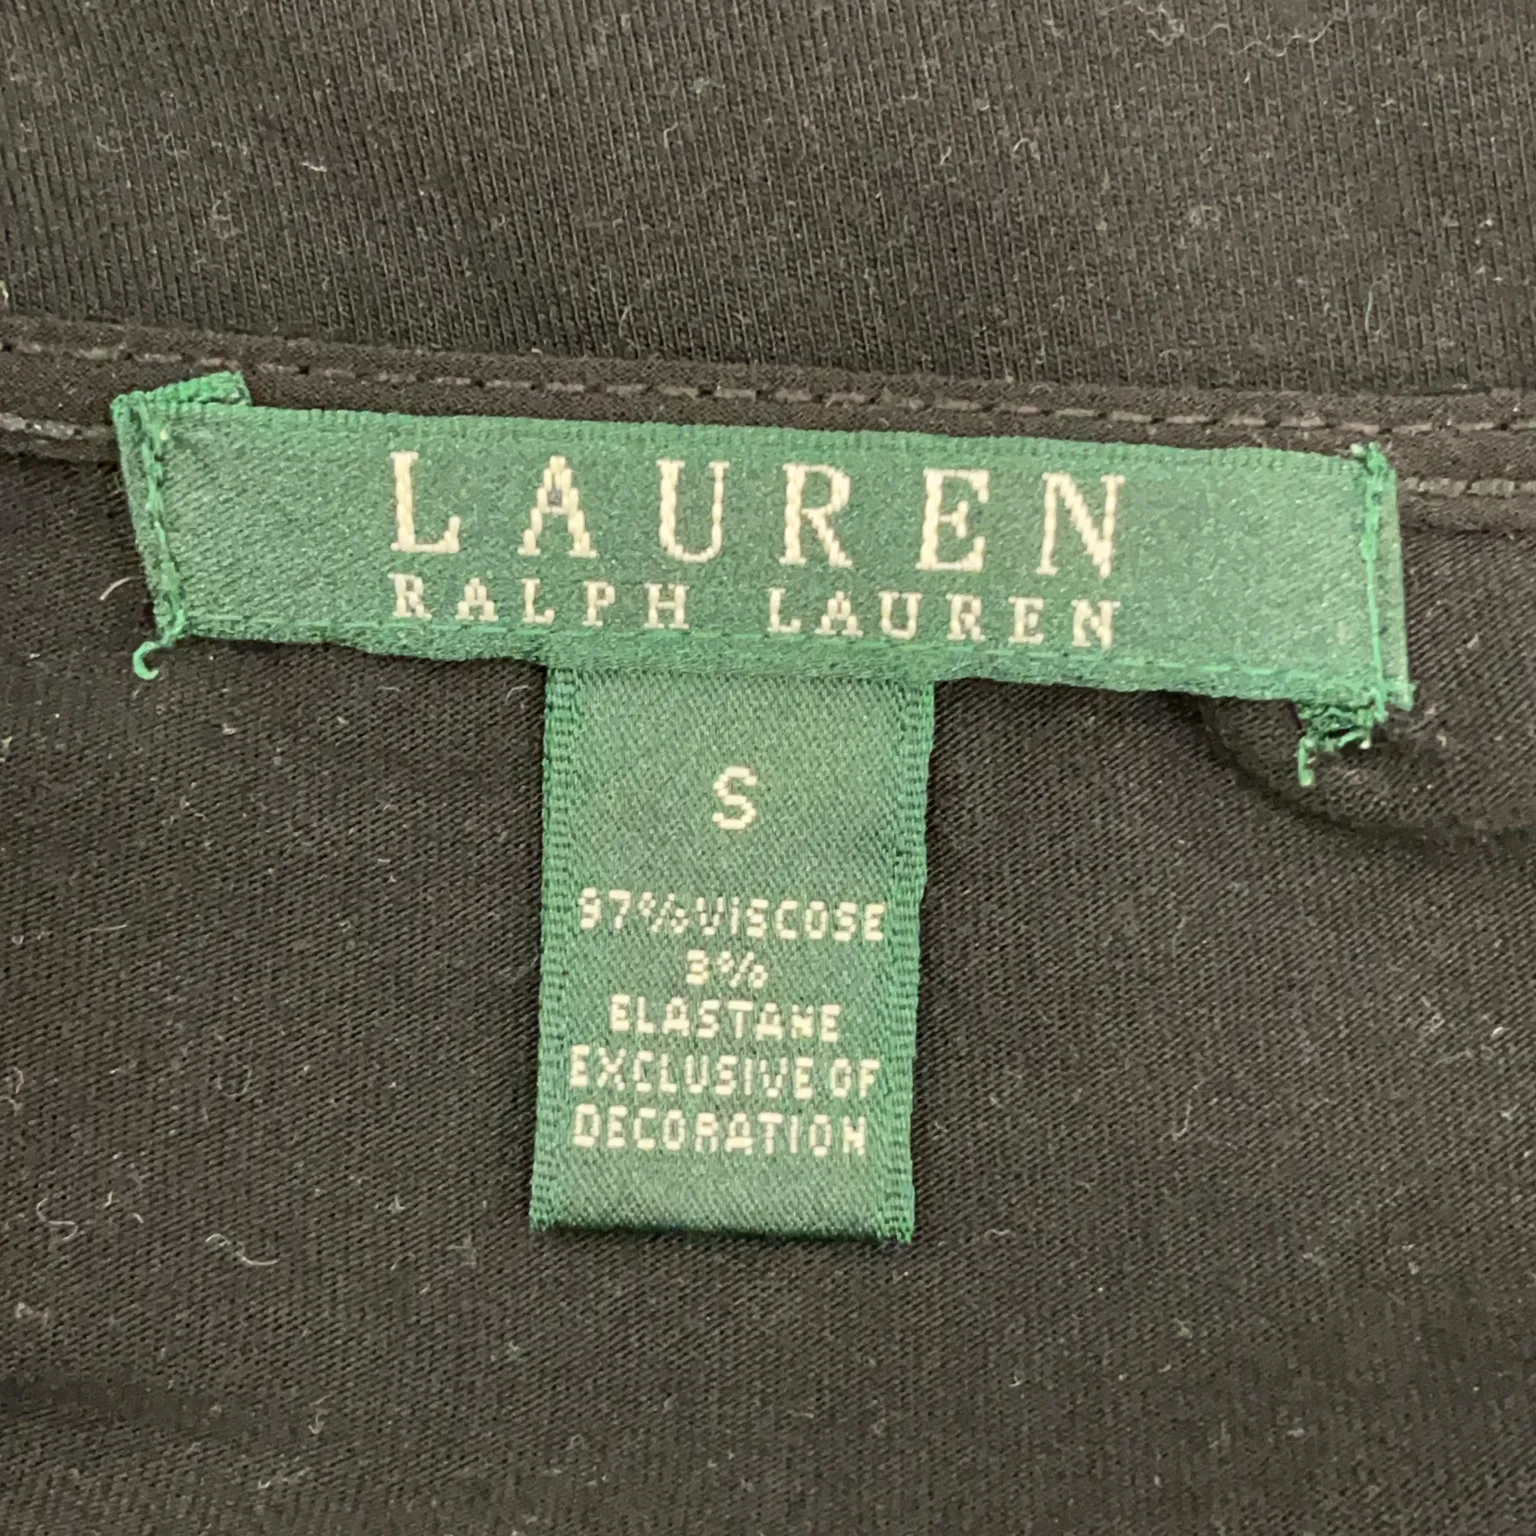 LAUREN
RALPH LAUREN
S
97% VISCOSE
3%
ELASTANE
EXCLUSIVE OF
DECORATION